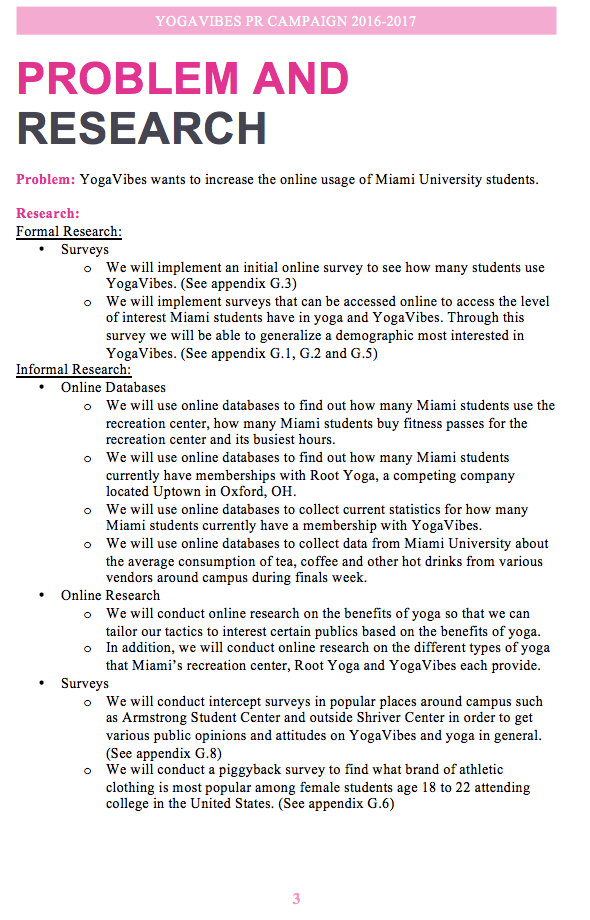 YOGAVIBES PR CAMPAIGN 2016-2017
PROBLEM AND
RESEARCH
Problem: YogaVibes wants to increase the online usage of Miami University students.
Research:
Formal Research:
• Surveys
o We will implement an initial online survey to see how many students use
YogaVibes. (See appendix G.3)
o We will implement surveys that can be accessed online to access the level
of interest Miami students have in yoga and YogaVibes. Through this
survey we will be able to generalize a demographic most interested in
YogaVibes. (See appendix G.1, G.2 and G.5)
Informal Research:
• Online Databases
o We will use online databases to find out how many Miami students use the
recreation center, how many Miami students buy fitness passes for the
recreation center and its busiest hours.
o We will use online databases to find out how many Miami students
currently have memberships with Root Yoga, a competing company
located Uptown in Oxford, OH.
o We will use online databases to collect current statistics for how many
Miami students currently have a membership with YogaVibes.
o We will use online databases to collect data from Miami University about
the average consumption of tea, coffee and other hot drinks from various
vendors around campus during finals week.
• Online Research
o We will conduct online research on the benefits of yoga so that we can
tailor our tactics to interest certain publics based on the benefits of yoga.
o In addition, we will conduct online research on the different types of yoga
that Miami's recreation center, Root Yoga and YogaVibes each provide.
• Surveys
o We will conduct intercept surveys in popular places around campus such
as Armstrong Student Center and outside Shriver Center in order to get
various public opinions and attitudes on YogaVibes and yoga in general.
(See appendix G.8)
o We will conduct a piggyback survey to find what brand of athletic
clothing is most popular among female students age 18 to 22 attending
college in the United States. (See appendix G.6)
3